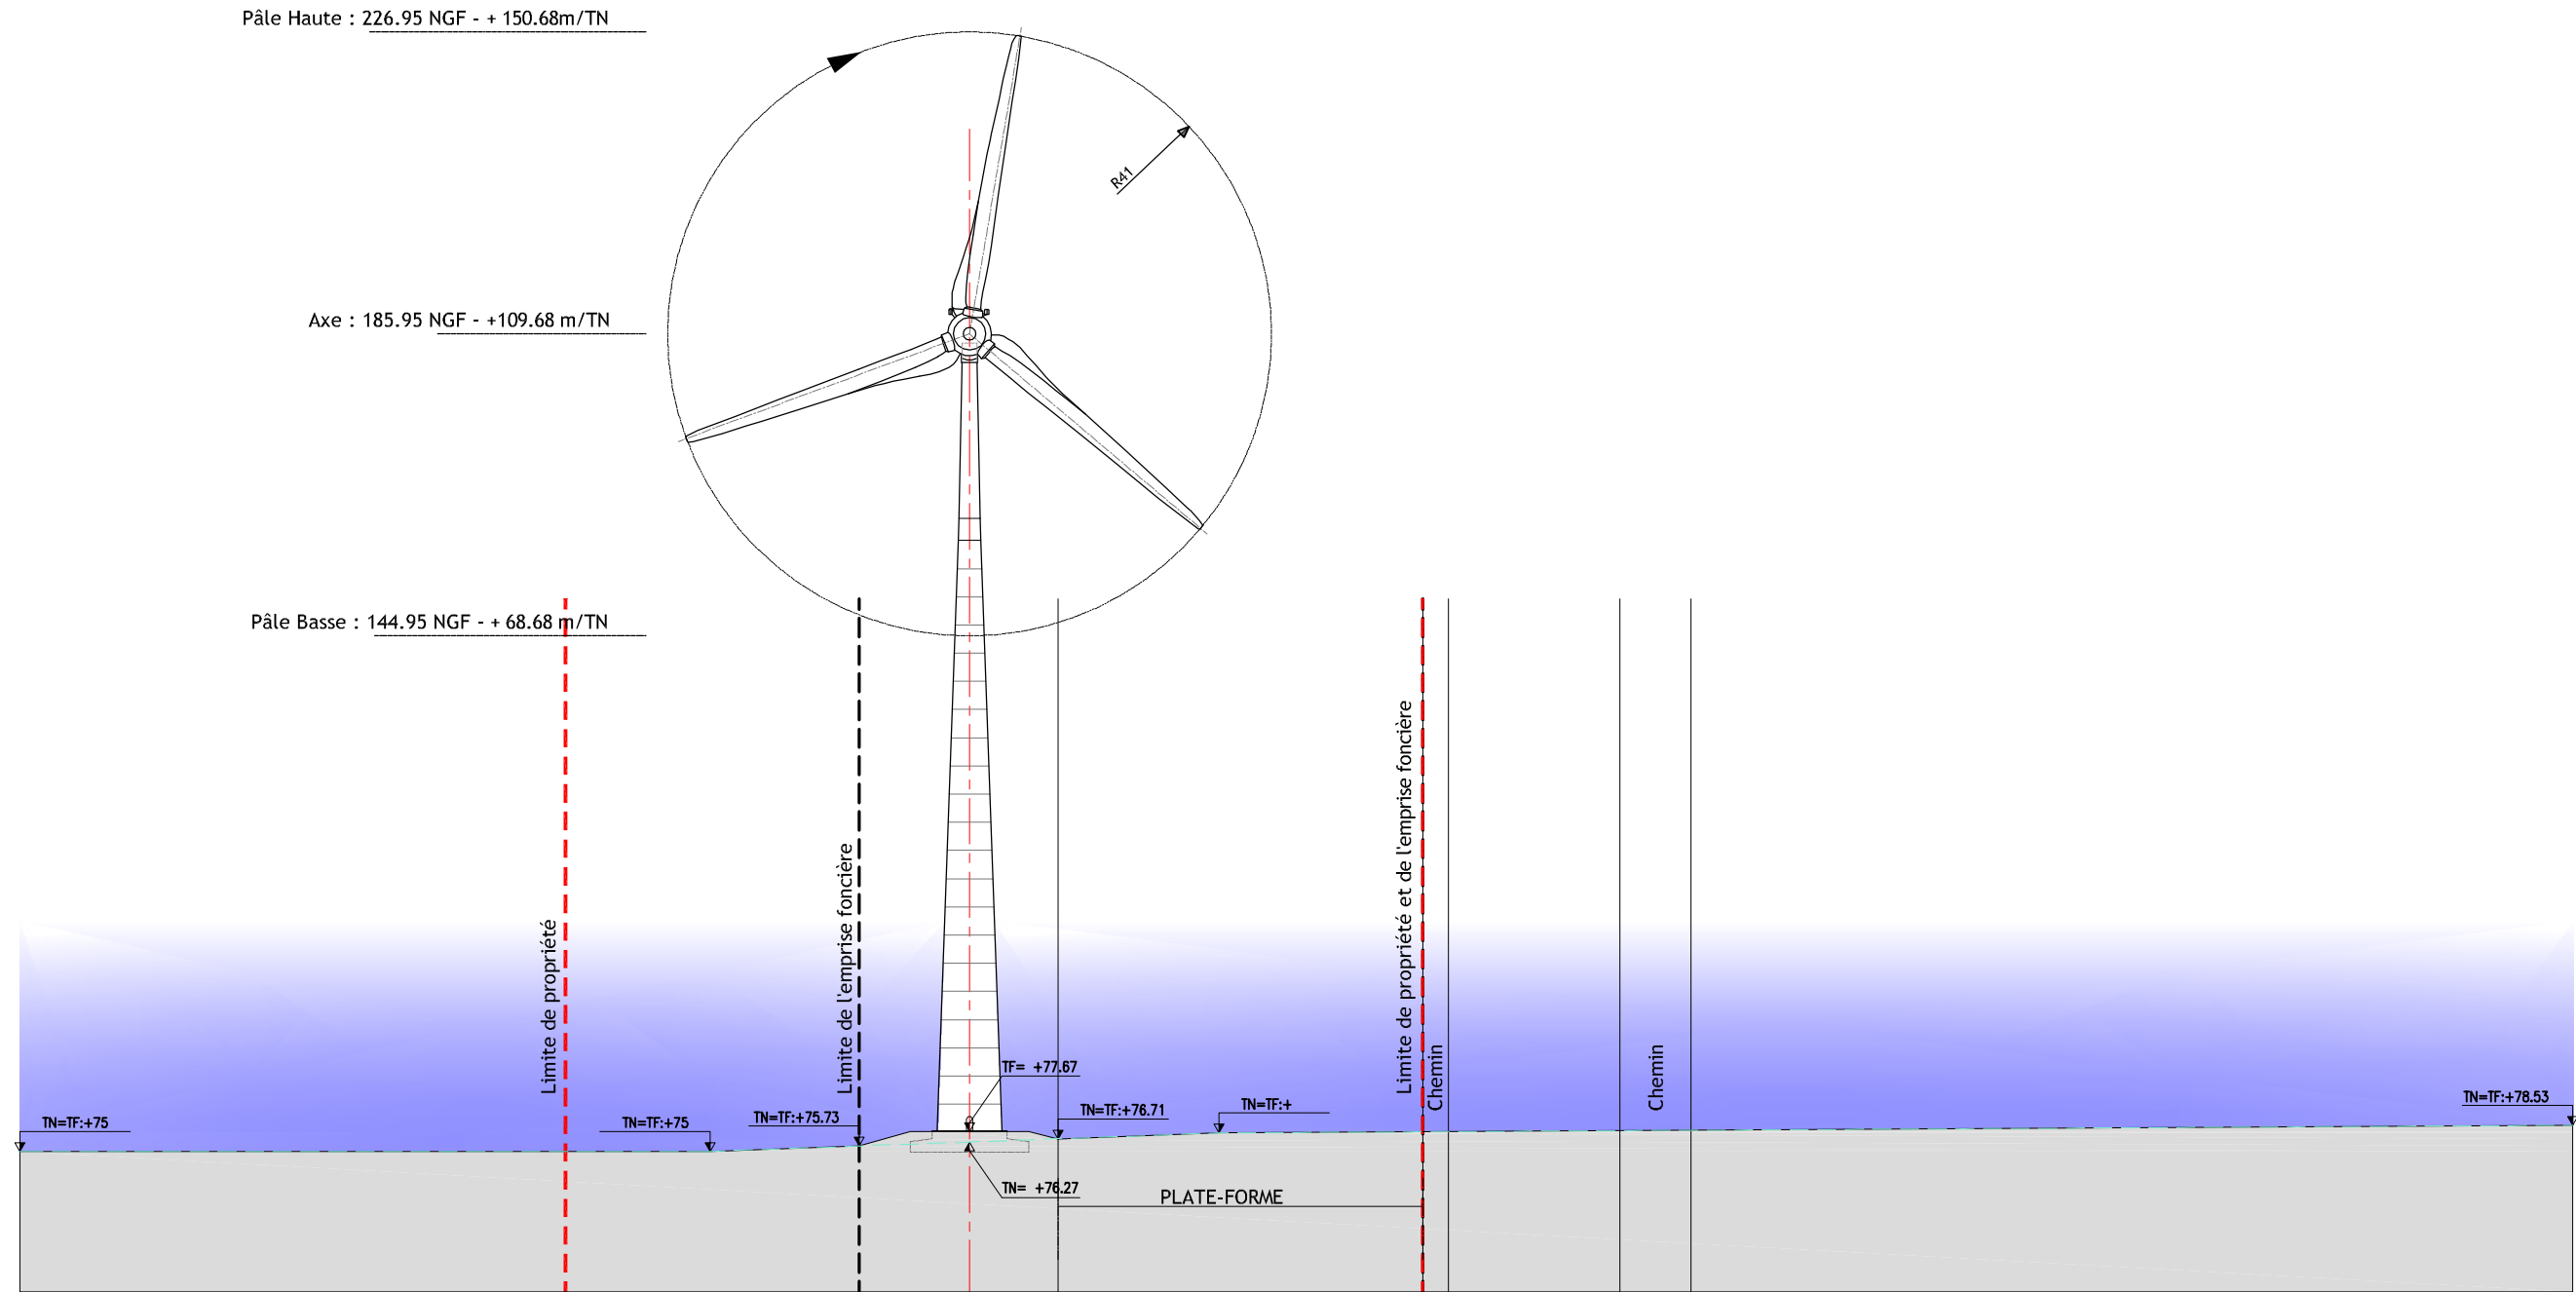 Pâle Haute : 226.95 NGF - + 150.68m/TN
R41
Axe : 185.95 NGF - +109.68 m/TN
Pâle Basse : 144.95 NGF - + 68.68 m/TN
Limite de propriété
Limite de l'emprise foncière
Limite de propriété et de l'emprise foncière
Chemin
Chemin
TF= +77.67
TN=TF:+75
TN=TF:+75
TN=TF:+75.73
TN=TF:+76.71
TN=TF:+
TN=TF:+78.53
TN= +76.27
PLATE-FORME